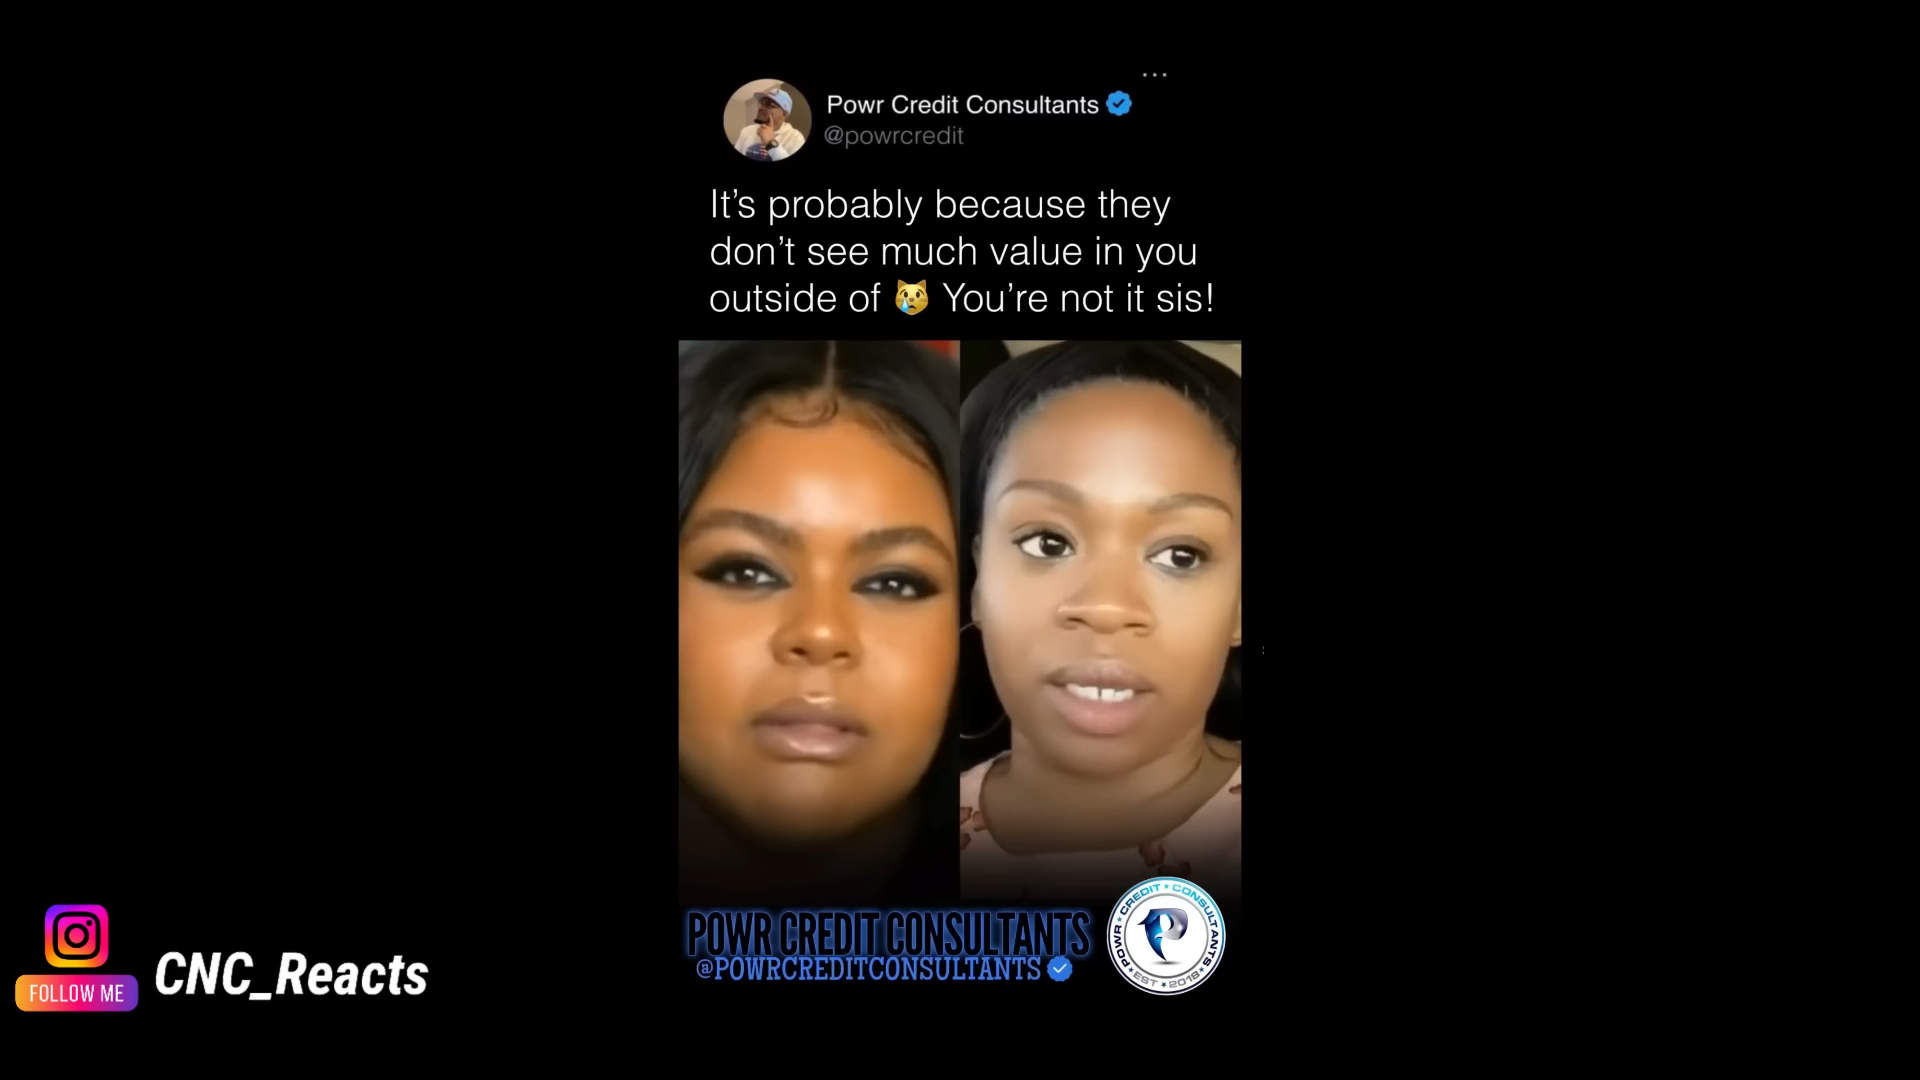 Powr Credit Consultants
@powrcredit
It's probably because they
don't see much value in you
outside of 😿 You're not it sis!
POWR CREDIT CONSULTANTS
@POWRCREDITCONSULTANTS
POWR ★ CREDIT ★ CONSULTANTS
★ EST ★ 2018 ★
FOLLOW ME
CNC_Reacts